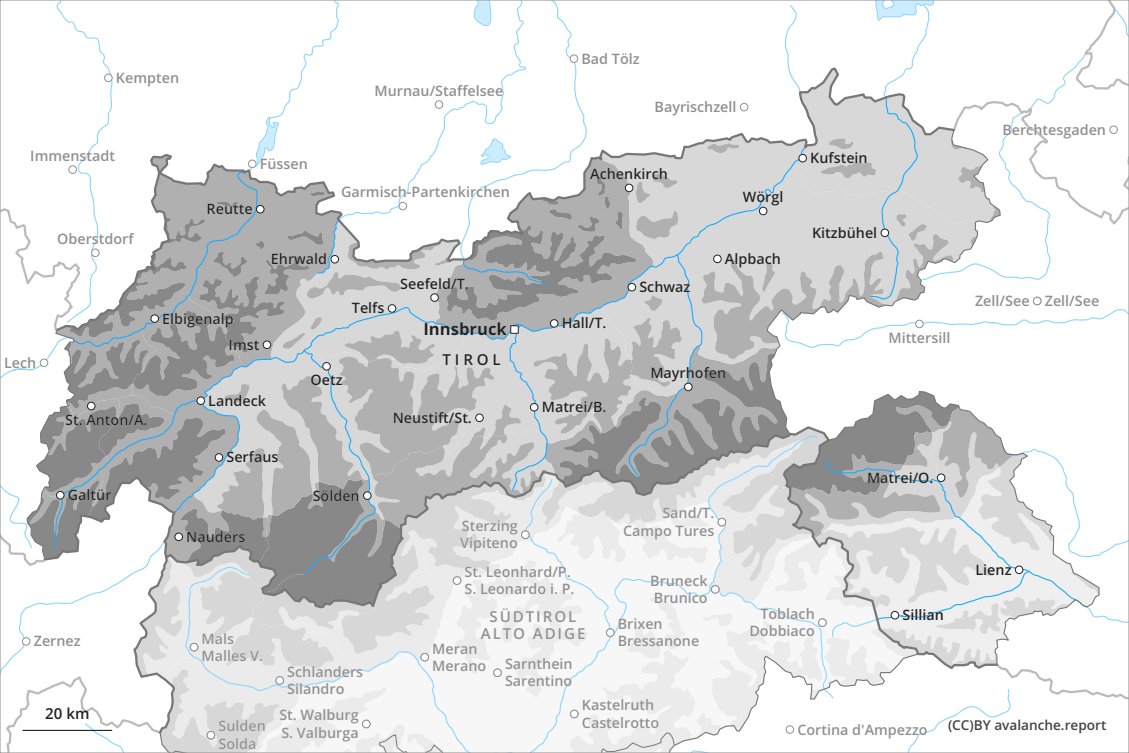 Kempten
Bad Tölz
Murnau/Staffelsee
Bayrischzell
Berchtesgaden
Immenstadt
Füssen
Kufstein
Achenkirch
Garmisch-Partenkirchen
Wörgl
Reutte
Kitzbühel
Oberstdorf
Ehrwald
Alpbach
Seefeld/T.
Schwaz
Zell/See
Zell/See
Telfs
Elbigenalp
Innsbruck
Hall/T.
Mittersill
Imst
TIROL
Lech
Oetz
Mayrhofen
Landeck
Matrei/B.
St. Anton/A.
Neustift/St.
Serfaus
Matrei/O.
Galtür
Sölden
Sand/T.
Campo Tures
Sterzing
Vipiteno
Nauders
Lienz
St. Leonhard/P.
S. Leonardo i. P.
Bruneck
Brunico
Sillian
SÜDTIROL
ALTO ADIGE
Toblach
Dobbiaco
Brixen
Bressanone
Zernez
Mals
Malles V.
Meran
Merano
Sarnthein
Sarentino
Schlanders
Silandro
Kastelruth
Castelrotto
20 km
St. Walburg
S. Valburga
Sulden
Solda
Cortina d'Ampezzo
(CC)BY avalanche.report